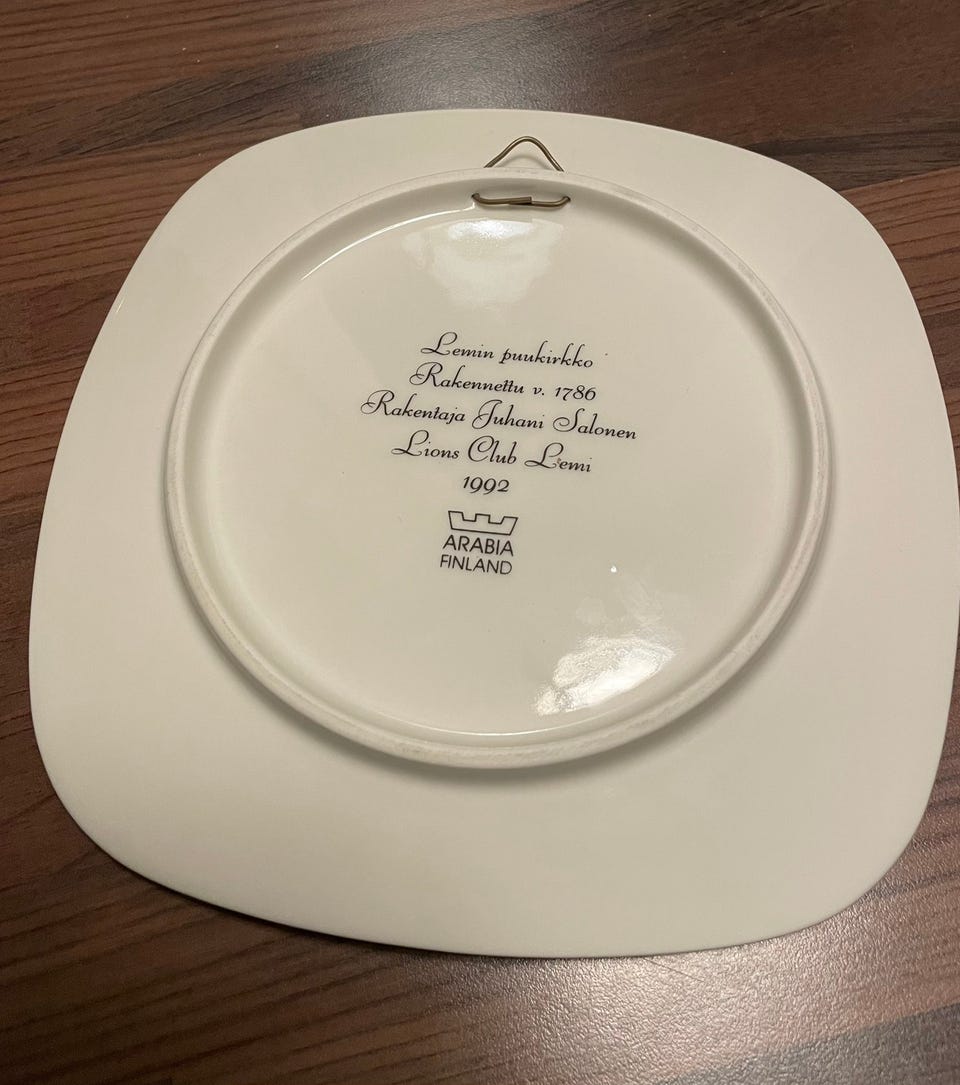 Lemin puukirkko
Rakennettu v. 1786
Rakentaja Juhani Salonen
Lions Club Lemi
1992
ARABIA
FINLAND